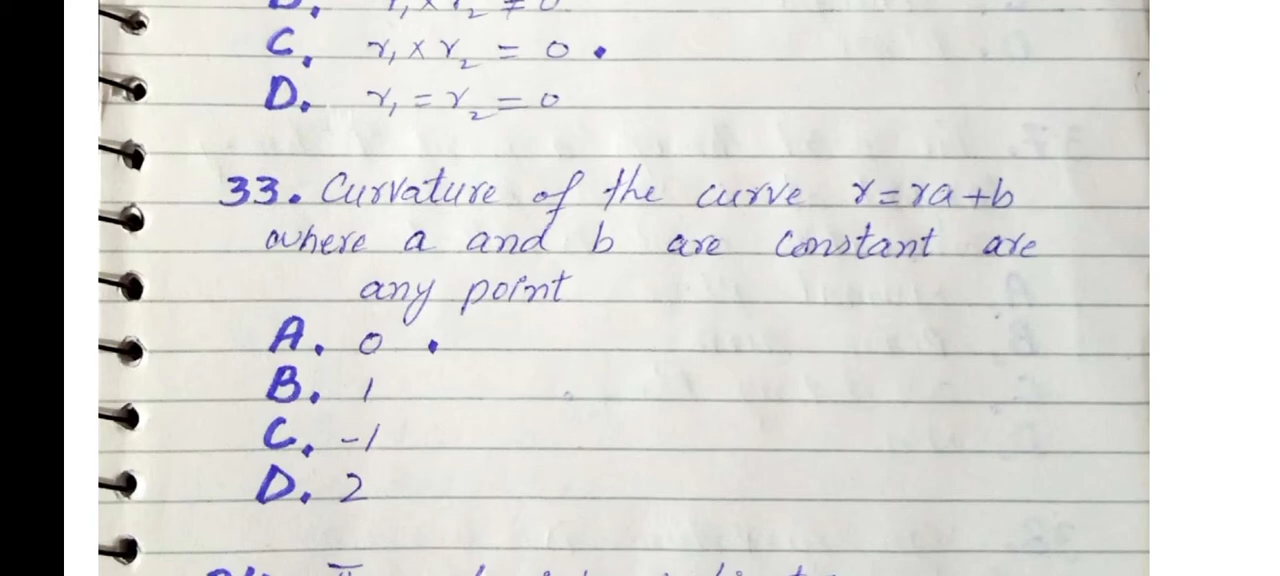 C. r₁ × r₂ = 0 .
D. r₁ = r₂ = 0
33. Curvature of the curve r = ra + b
where a and b are constant are
any point
A. 0 .
B. 1
C. -1
D. 2